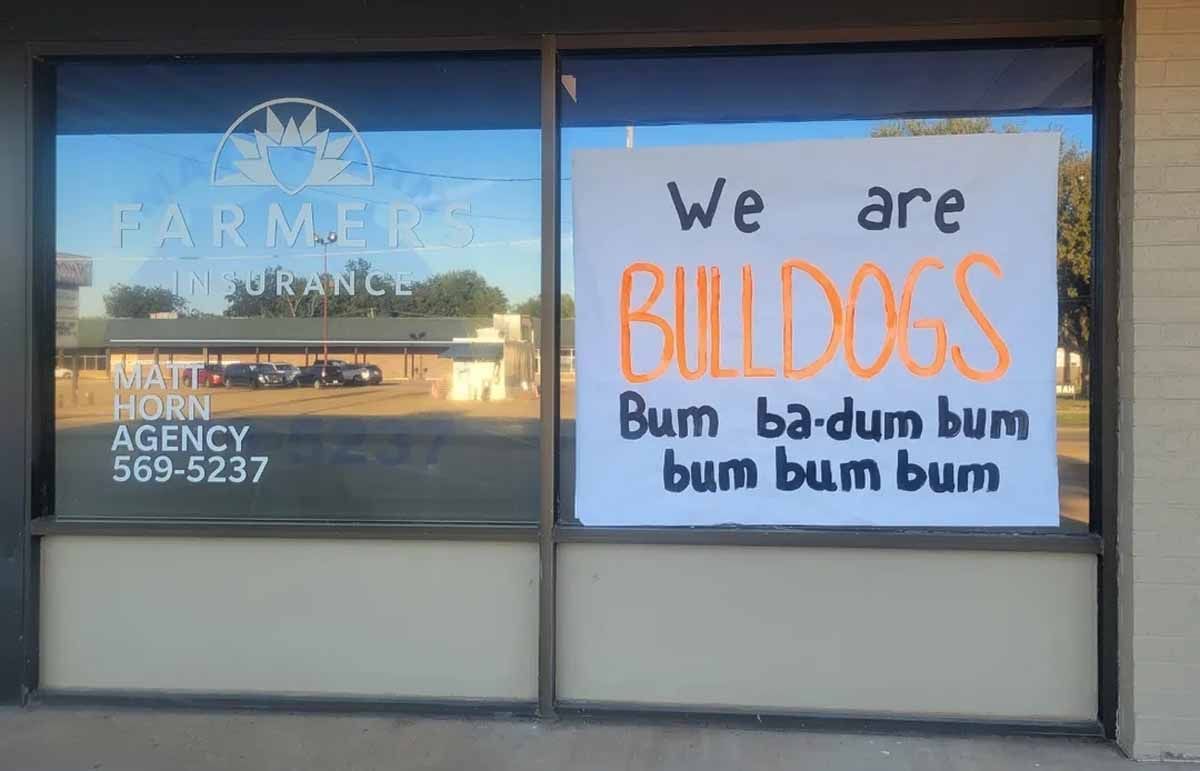 FARMERS
INSURANCE
MATT
HORN
AGENCY
569-5237
We are
BULLDOGS
Bum ba-dum bum
bum bum bum